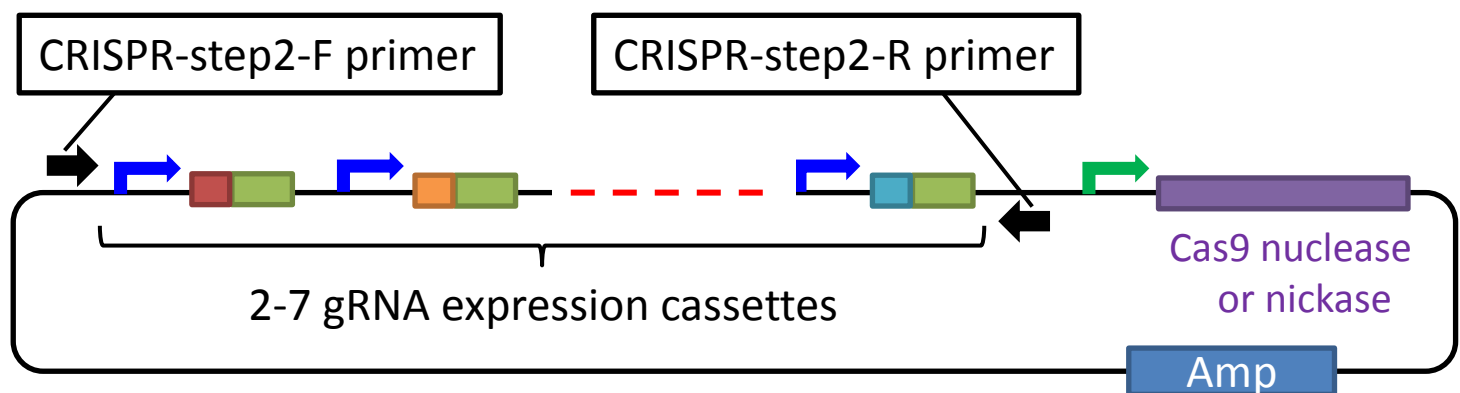 CRISPR-step2-F primer
CRISPR-step2-R primer
2-7 gRNA expression cassettes
Cas9 nuclease
or nickase
Amp